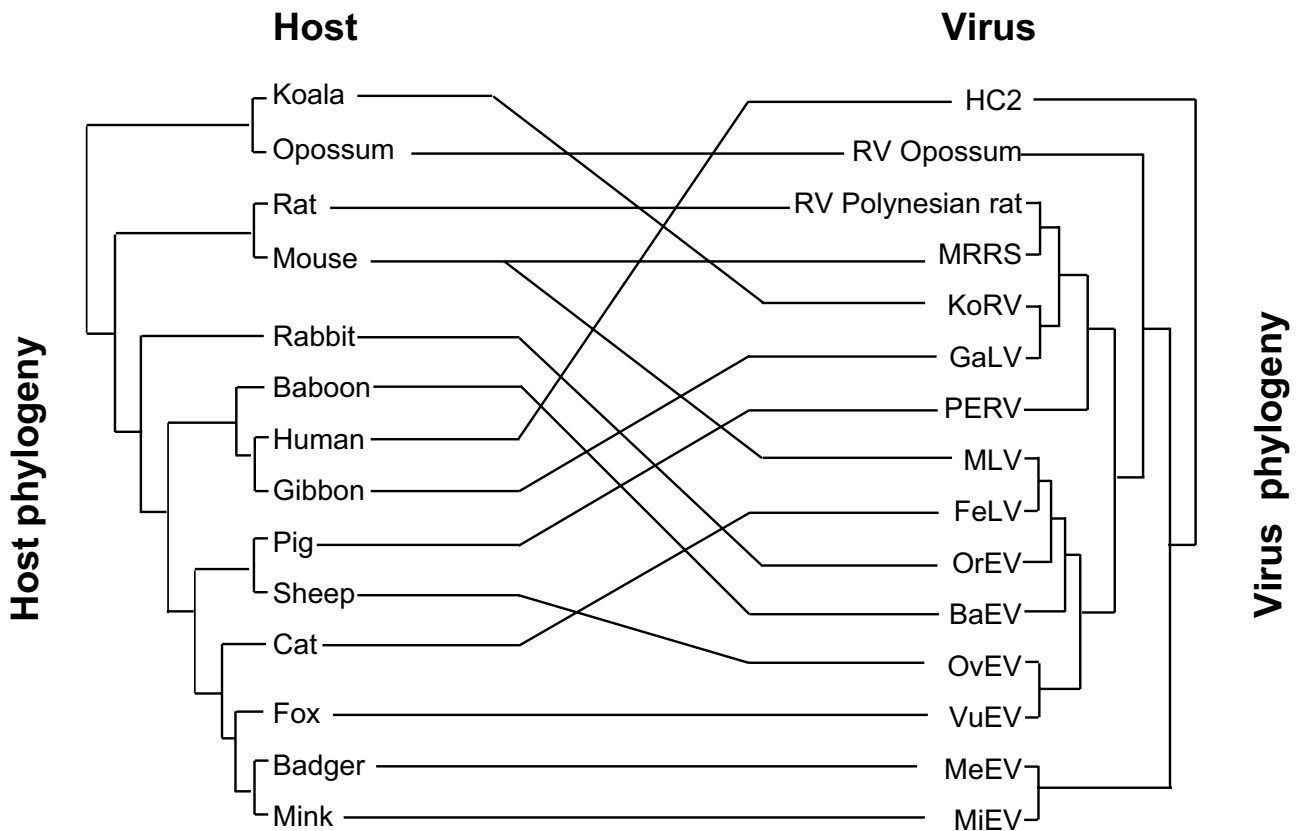 Host
Virus
Koala
Opossum
Rat
Mouse
Rabbit
Baboon
Human
Gibbon
Pig
Sheep
Cat
Fox
Badger
Mink
HC2
RV Opossum
RV Polynesian rat
MRRS
KoRV
GaLV
PERV
MLV
FeLV
OrEV
BaEV
OvEV
VuEV
MeEV
MiEV
Host phylogeny
Virus phylogeny